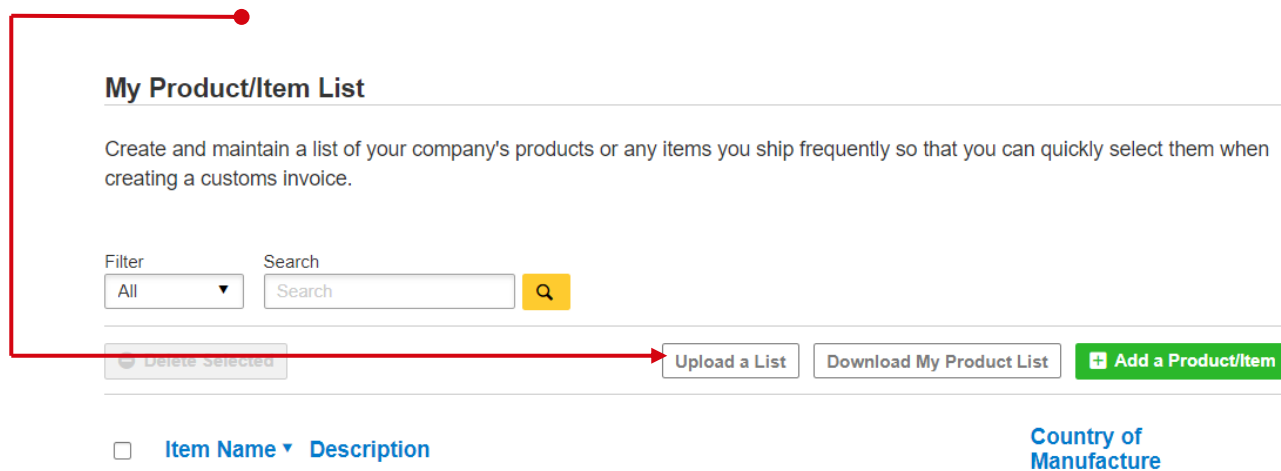 My Product/Item List
Create and maintain a list of your company's products or any items you ship frequently so that you can quickly select them when
creating a customs invoice.
Filter Search
All Search
Delete Selected Upload a List Download My Product List Add a Product/Item
Item Name Description Country of
Manufacture